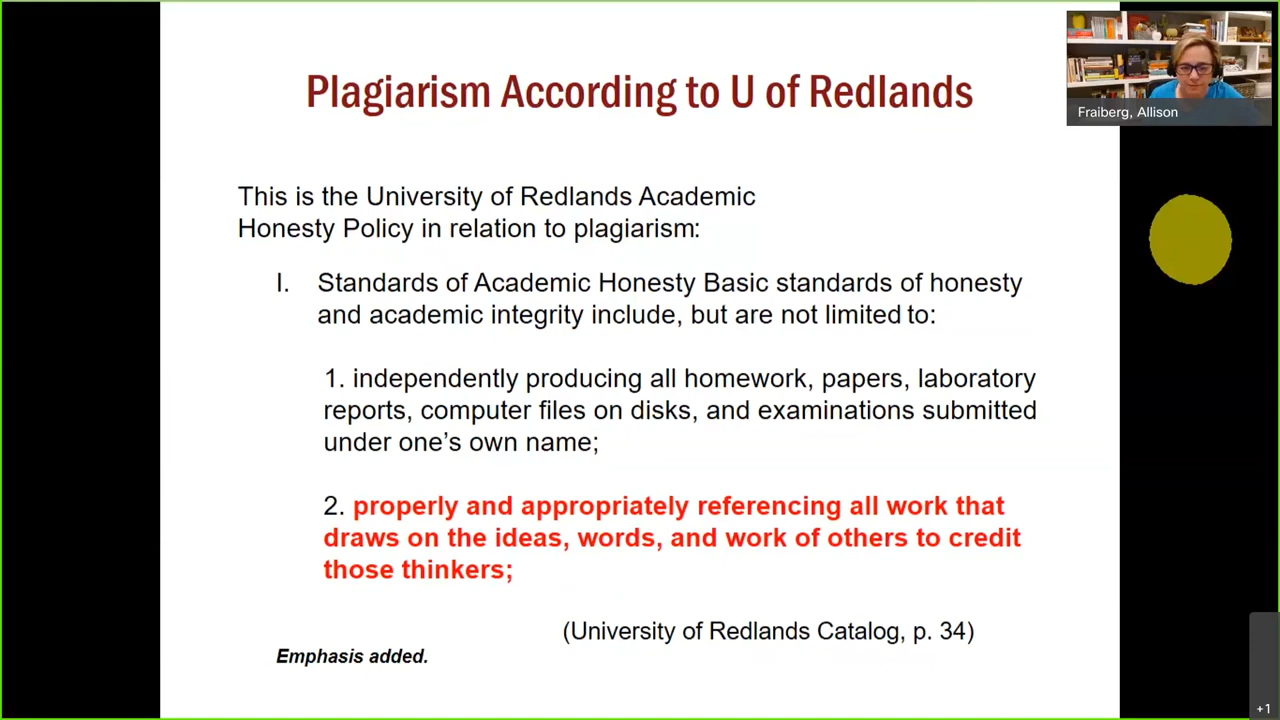 Plagiarism According to U of Redlands
Fraiberg, Allison
This is the University of Redlands Academic
Honesty Policy in relation to plagiarism:
I. Standards of Academic Honesty Basic standards of honesty
and academic integrity include, but are not limited to:
1. independently producing all homework, papers, laboratory
reports, computer files on disks, and examinations submitted
under one's own name;
2. properly and appropriately referencing all work that
draws on the ideas, words, and work of others to credit
those thinkers;
(University of Redlands Catalog, p. 34)
Emphasis added.
+1